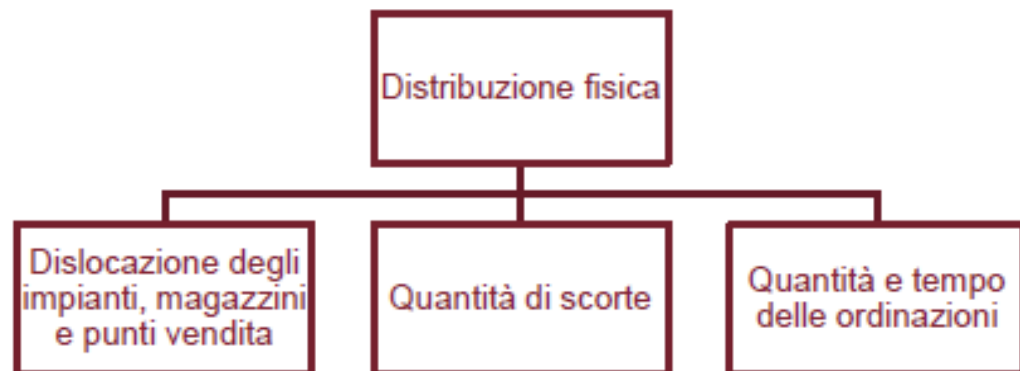 Distribuzione fisica
Dislocazione degli
impianti, magazzini
e punti vendita
Quantità di scorte
Quantità e tempo
delle ordinazioni